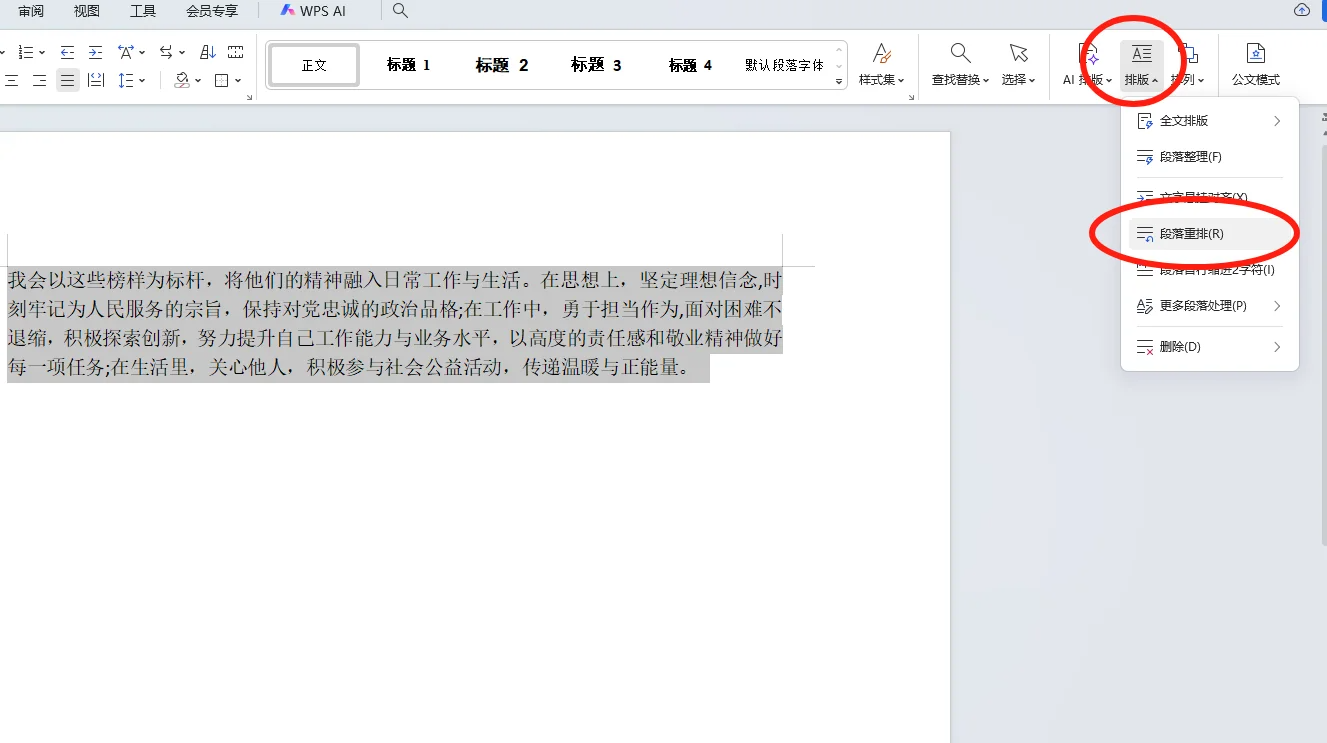 审阅 视图 工具 会员专享 WPS AI
正文 标题 1 标题 2 标题 3 标题 4 默认段落字体 样式集 查找替换 选择 AI 排版 排版 排列 公文模式
全文排版
段落整理(F)
文字悬挂对齐(X)
段落重排(R)
段落首行缩进2字符(I)
更多段落处理(P)
删除(D)
我会以这些榜样为标杆，将他们的精神融入日常工作与生活。在思想上，坚定理想信念,时
刻牢记为人民服务的宗旨，保持对党忠诚的政治品格;在工作中，勇于担当作为,面对困难不
退缩，积极探索创新，努力提升自己工作能力与业务水平，以高度的责任感和敬业精神做好
每一项任务;在生活里，关心他人，积极参与社会公益活动，传递温暖与正能量。